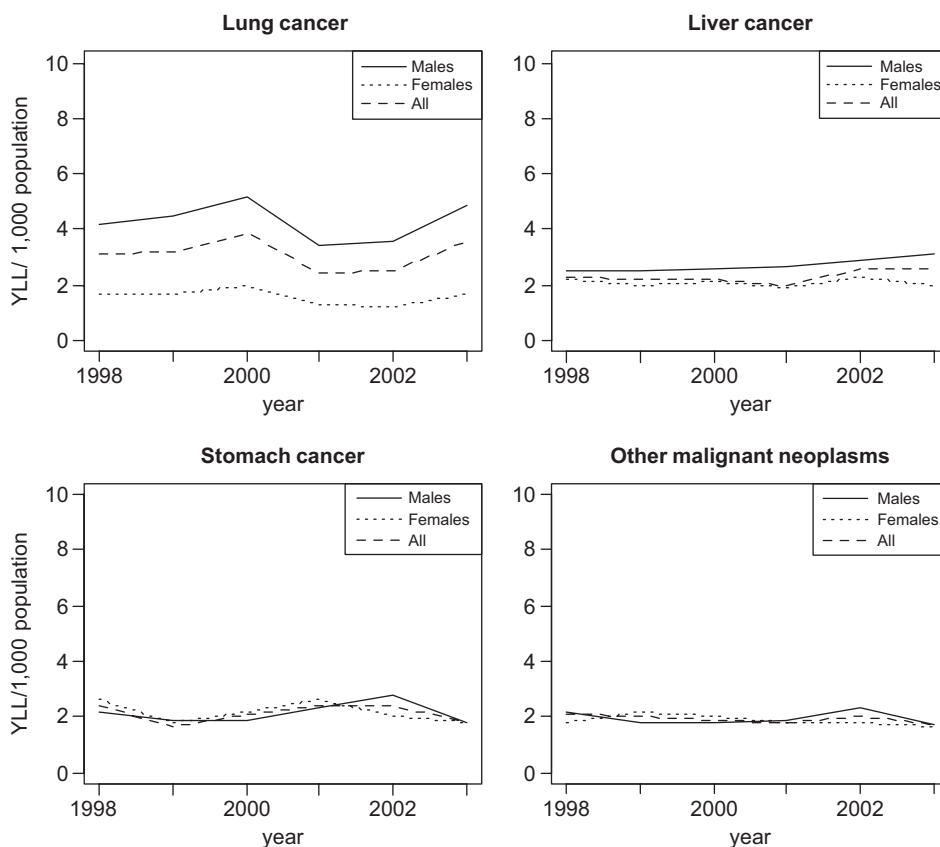 Lung cancer
YLL/ 1,000 population
10
8
6
4
2
0
Males
Females
All
1998
2000
2002
year
Liver cancer
10
8
6
4
2
0
Males
Females
All
1998
2000
2002
year
Stomach cancer
YLL/1,000 population
10
8
6
4
2
0
Males
Females
All
1998
2000
2002
year
Other malignant neoplasms
10
8
6
4
2
0
Males
Females
All
1998
2000
2002
year